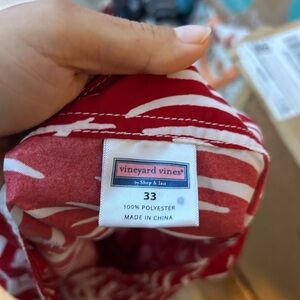 vineyard vines®
by Shep & Ian
33
100% POLYESTER
MADE IN CHINA